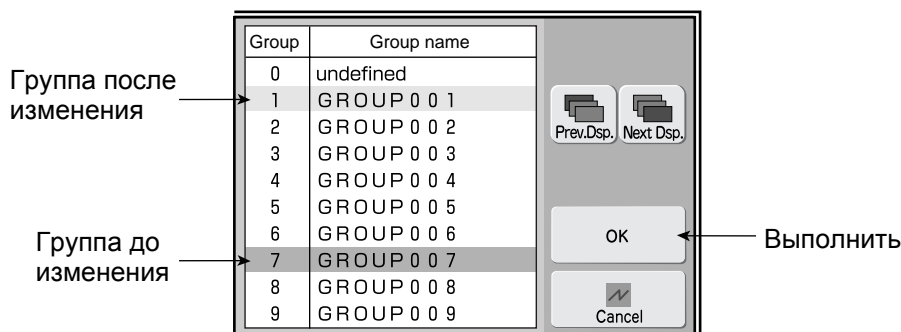 Группа после
изменения
Группа до
изменения
Group Group name
0 undefined
1 GROUP001
2 GROUP002
3 GROUP003
4 GROUP004
5 GROUP005
6 GROUP006
7 GROUP007
8 GROUP008
9 GROUP009
Prev.Dsp. Next Dsp.
OK
Cancel
Выполнить